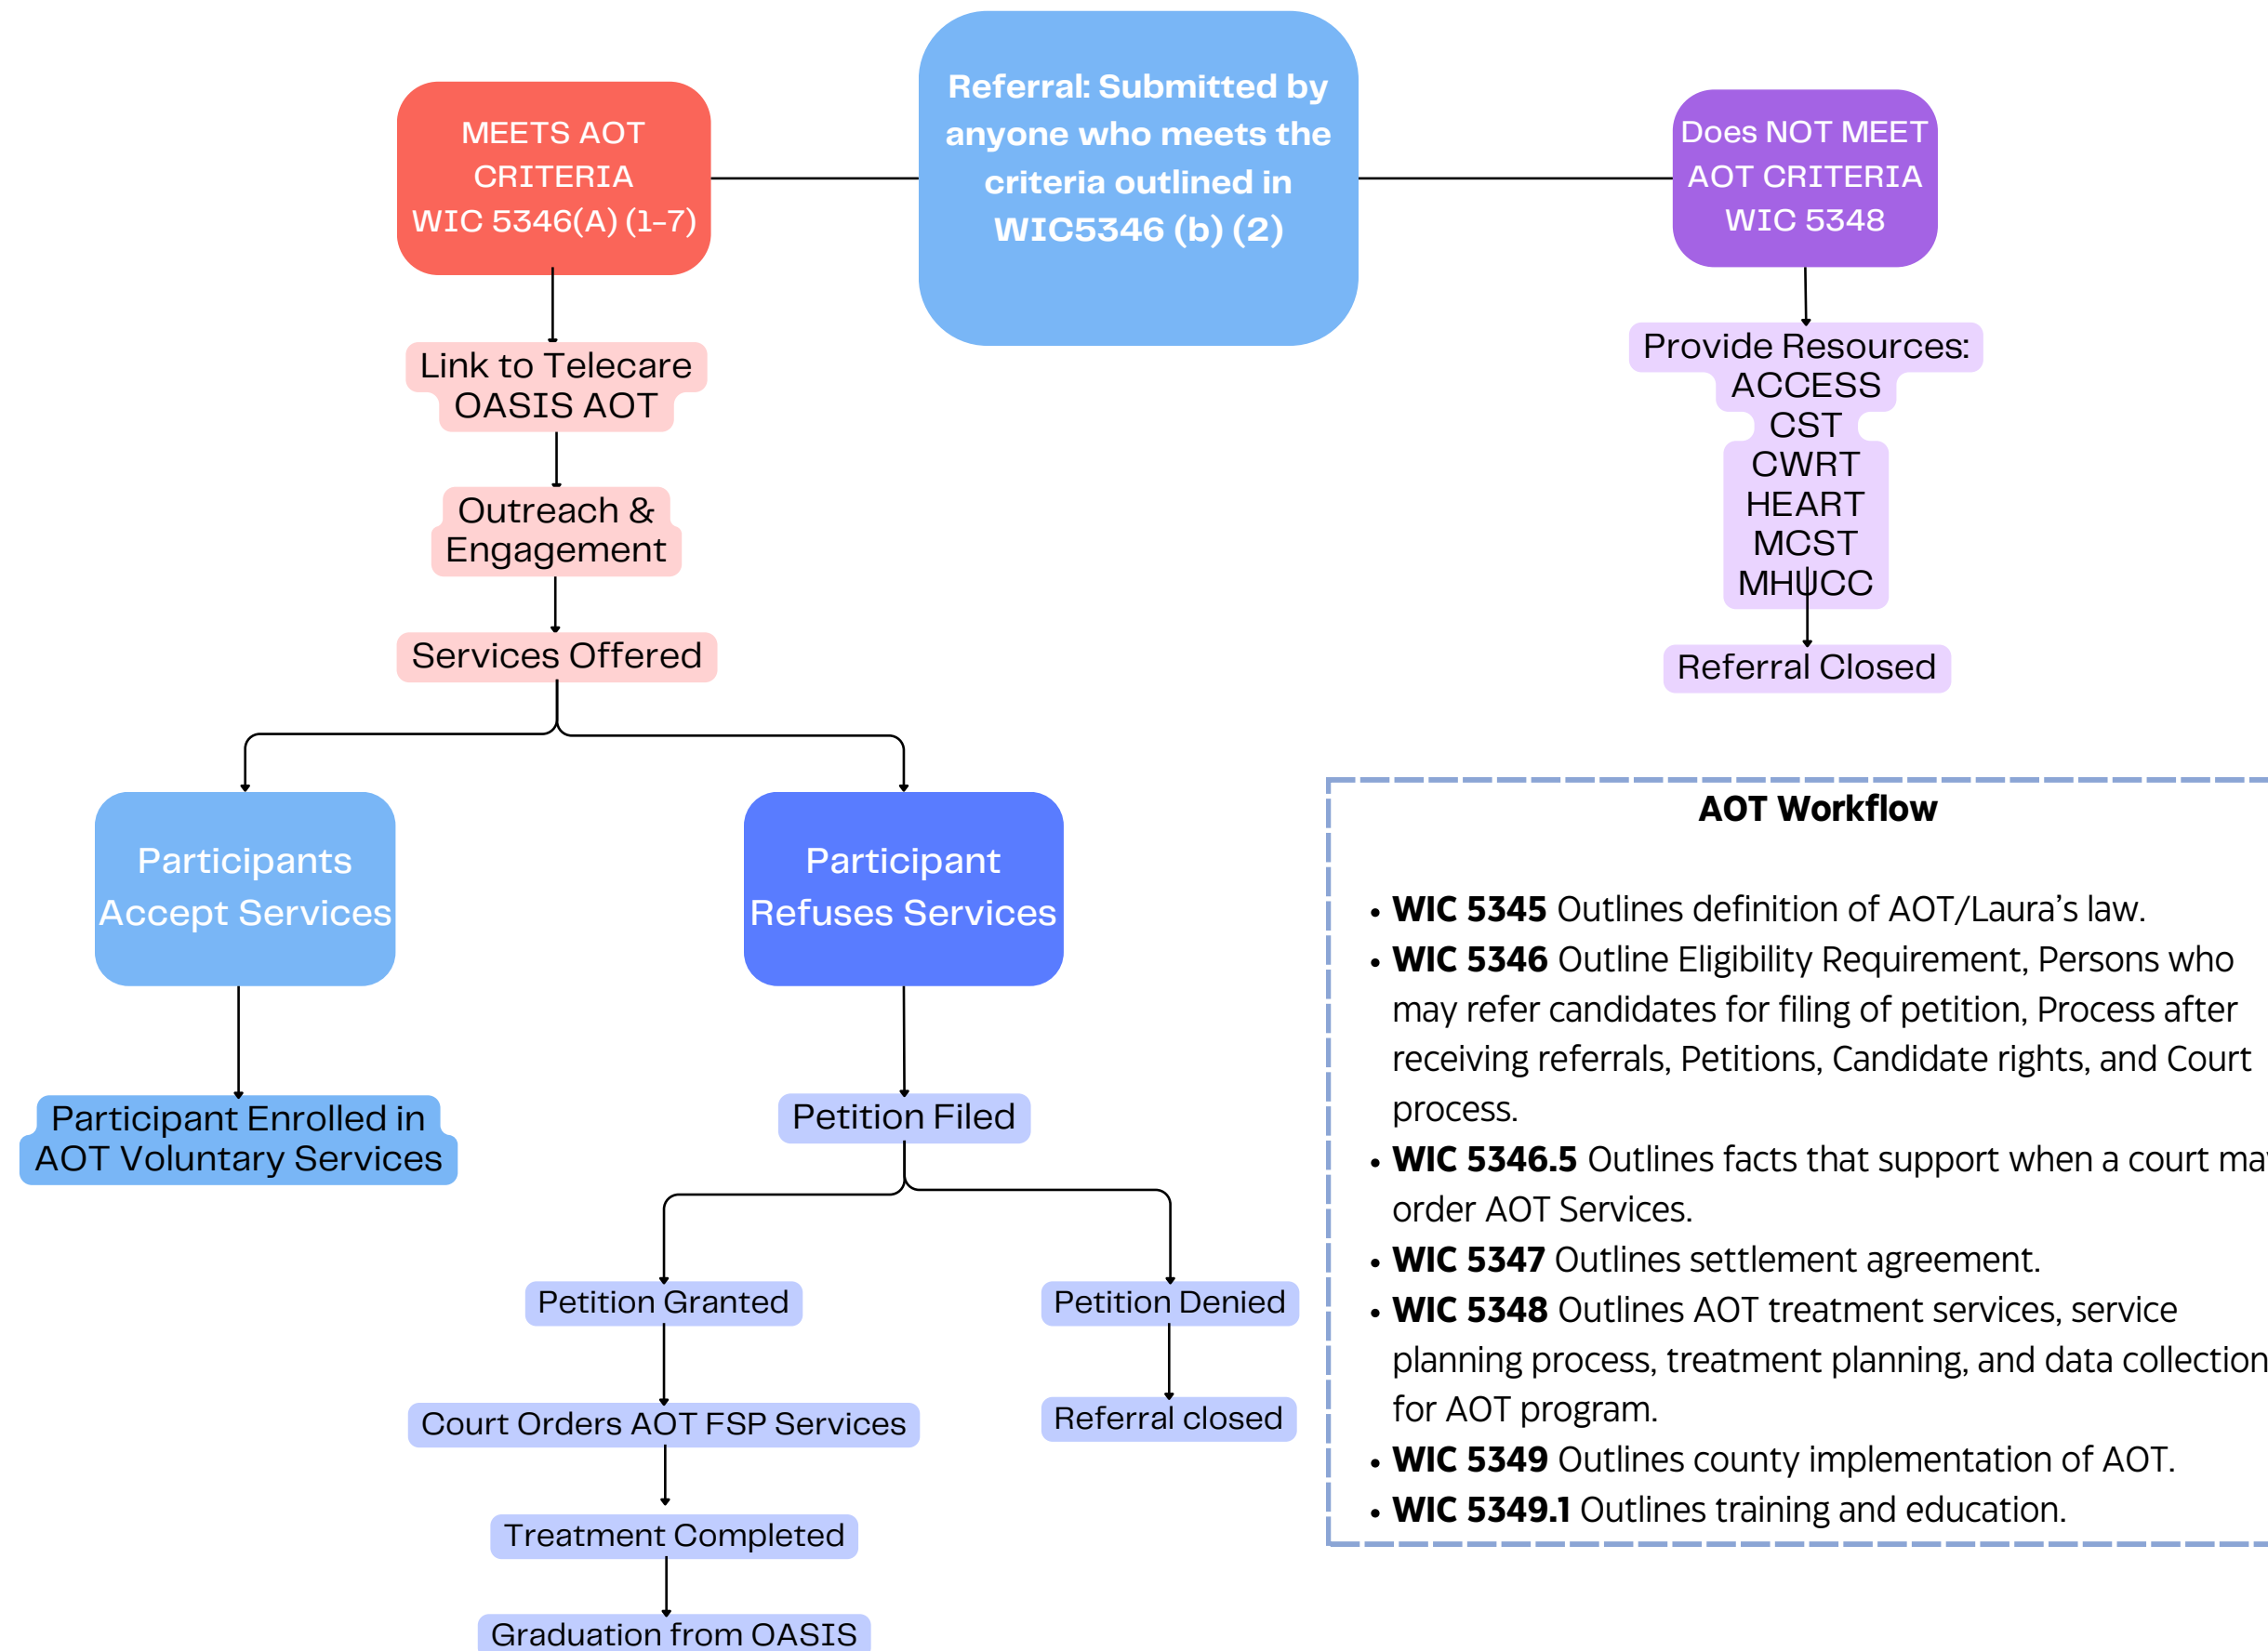 MEETS AOT
CRITERIA
WIC 5346(A) (1-7)
Referral: Submitted by
anyone who meets the
criteria outlined in
WIC5346 (b) (2)
Does NOT MEET
AOT CRITERIA
WIC 5348
Link to Telecare
OASIS AOT
Outreach &
Engagement
Services Offered
Provide Resources:
ACCESS
CST
CWRT
HEART
MCST
MHUCC
Referral Closed
Participants
Accept Services
Participant
Refuses Services
Participant Enrolled in
AOT Voluntary Services
Petition Filed
Petition Granted
Petition Denied
Court Orders AOT FSP Services
Referral closed
Treatment Completed
Graduation from OASIS
AOT Workflow
• WIC 5345 Outlines definition of AOT/Laura’s law.
• WIC 5346 Outline Eligibility Requirement, Persons who
may refer candidates for filing of petition, Process after
receiving referrals, Petitions, Candidate rights, and Court
process.
• WIC 5346.5 Outlines facts that support when a court may
order AOT Services.
• WIC 5347 Outlines settlement agreement.
• WIC 5348 Outlines AOT treatment services, service
planning process, treatment planning, and data collection
for AOT program.
• WIC 5349 Outlines county implementation of AOT.
• WIC 5349.1 Outlines training and education.